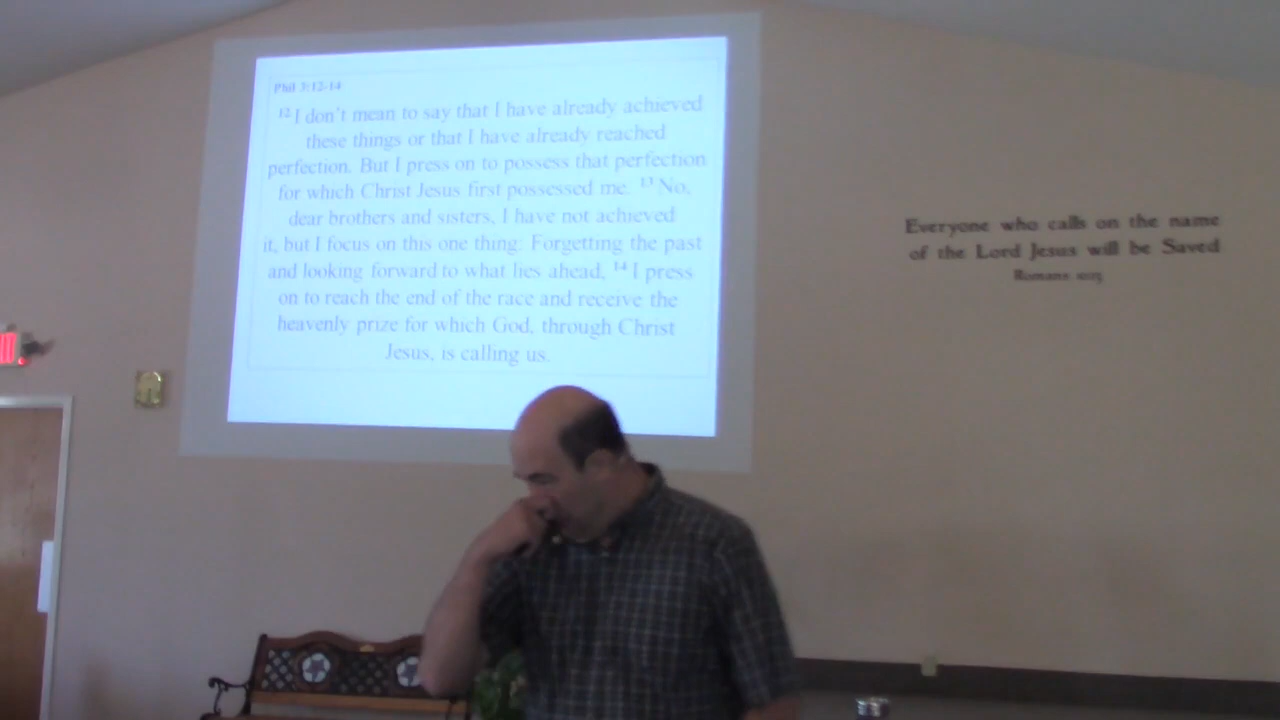 Phil 3:12-14
12 I don't mean to say that I have already achieved
these things or that I have already reached
perfection. But I press on to possess that perfection
for which Christ Jesus first possessed me. 13 No,
dear brothers and sisters, I have not achieved
it, but I focus on this one thing: Forgetting the past
and looking forward to what lies ahead, 14 I press
on to reach the end of the race and receive the
heavenly prize for which God, through Christ
Jesus, is calling us.
Everyone who calls on the name
of the Lord Jesus will be Saved
Romans